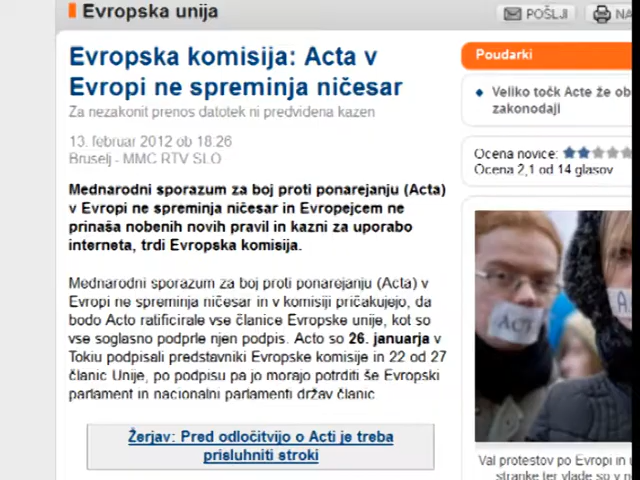 Evropska unija
POŠLJI
NA
Evropska komisija: Acta v
Evropi ne spreminja ničesar
Za nezakonit prenos datotek ni predvidena kazen
13. februar 2012 ob 18:26
Bruselj - MMC RTV SLO
Mednarodni sporazum za boj proti ponarejanju (Acta)
v Evropi ne spreminja ničesar in Evropejcem ne
prinaša nobenih novih pravil in kazni za uporabo
interneta, trdi Evropska komisija.
Mednarodni sporazum za boj proti ponarejanju (Acta) v
Evropi ne spreminja ničesar in v komisiji pričakujejo, da
bodo Acto ratificirale vse članice Evropske unije, kot so
vse soglasno podprle njen podpis. Acto so 26. januarja v
Tokiu podpisali predstavniki Evropske komisije in 22 od 27
članic Unije, po podpisu pa jo morajo potrditi še Evropski
parlament in nacionalni parlamenti držav članic.
Žerjav: Pred odločitvijo o Acti je treba
prisluhniti stroki
Poudarki
Veliko točk Acte že ob
zakonodaji
Ocena novice:
Ocena 2,1 od 14 glasov
ACT
A
Val protestov po Evropi in u
stranke ter vlade so v n